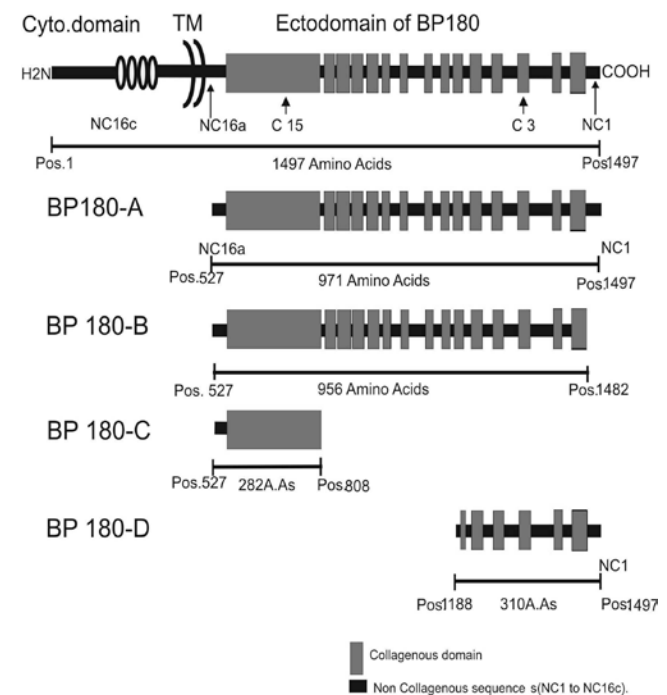 Cyto.domain TM Ectodomain of BP180
H2N COOH
NC16c NC16a C 15 C 3 NC1
Pos.1 1497 Amino Acids Pos1497
BP180-A
NC16a NC1
Pos.527 971 Amino Acids Pos.1497
BP 180-B
Pos. 527 956 Amino Acids Pos.1482
BP 180-C
Pos.527 282A.As Pos.808
BP 180-D
NC1
Pos1188 310A.As Pos1497
Collagenous domain
Non Collagenous sequence s(NC1 to NC16c).